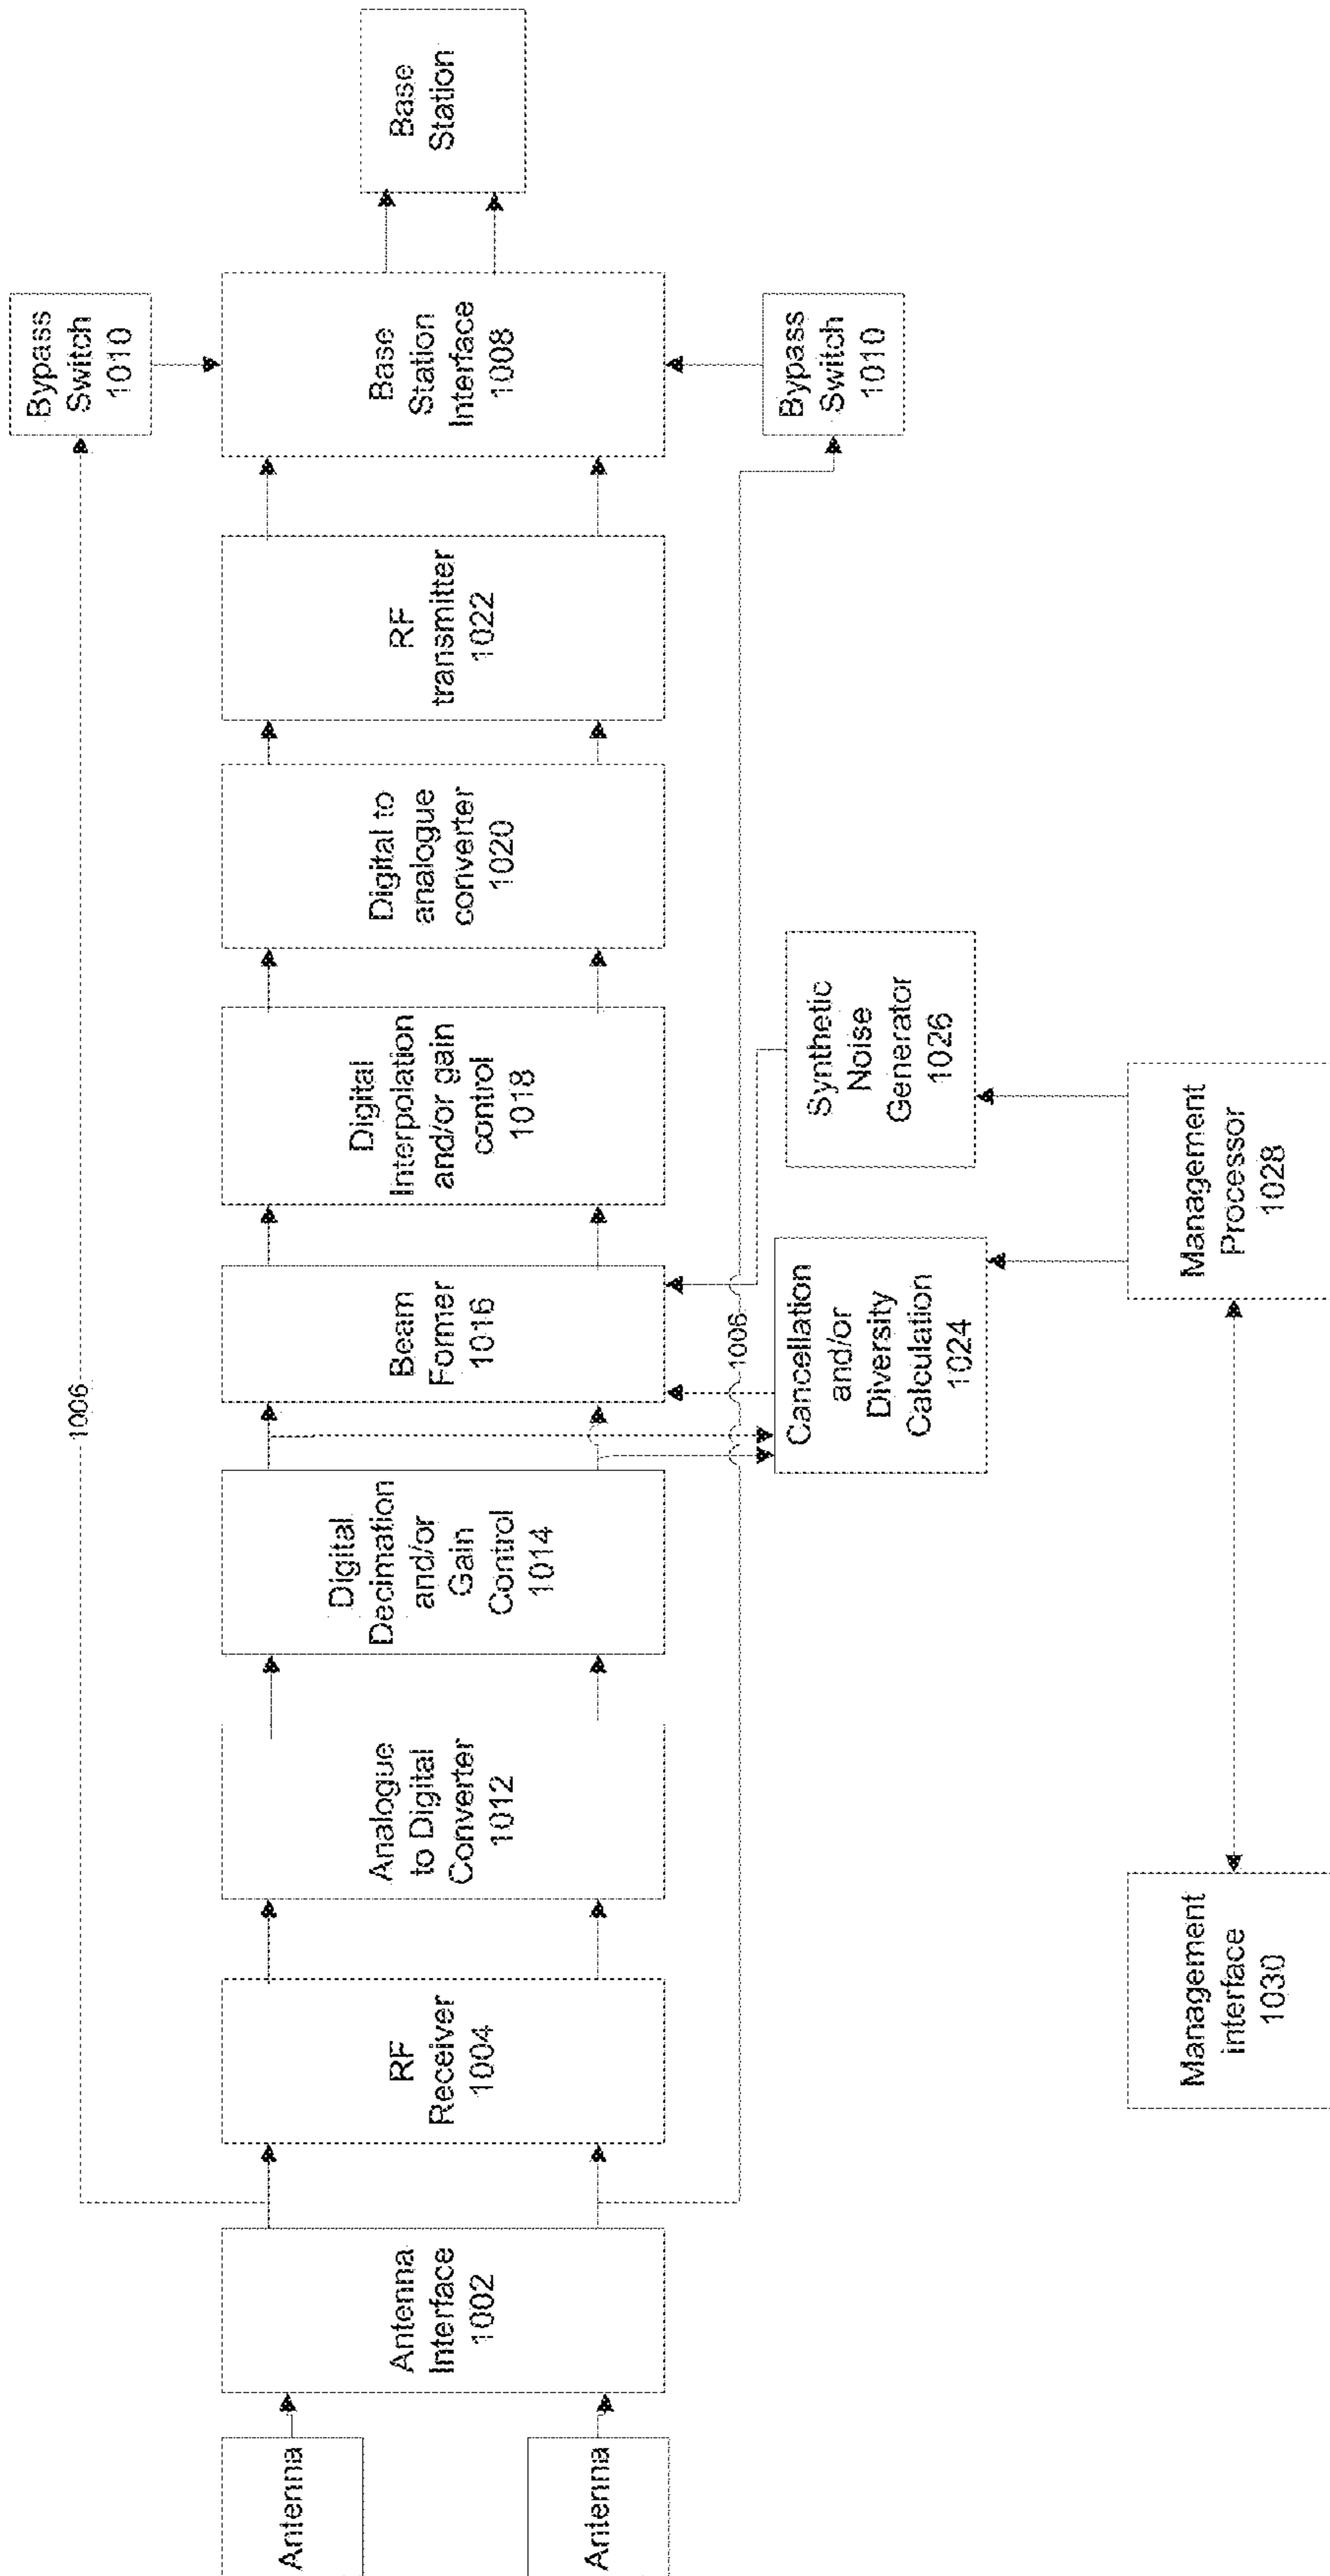 Antenna
Antenna
Antenna
Interface
1002
RF
Receiver
1004
Analogue
to Digital
Converter
1012
Digital
Decimation
and/or
Gain
Control
1014
Beam
Former
1016
Digital
Interpolation
and/or gain
control
1018
Digital to
analogue
converter
1020
RF
transmitter
1022
Base
Station
Interface
1008
Base
Station
1006
Bypass
Switch
1010
1006
Bypass
Switch
1010
Cancellation
and/or
Diversity
Calculation
1024
Synthetic
Noise
Generator
1026
Management
interface
1030
Management
Processor
1028